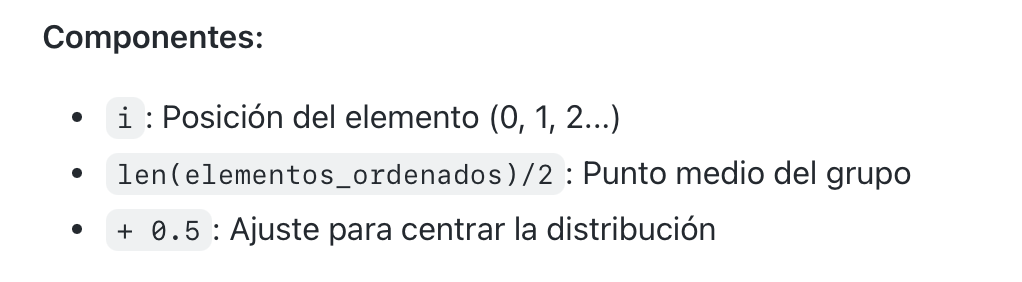 Componentes:
• i: Posición del elemento (0, 1, 2...)
• len(elementos_ordenados)/2: Punto medio del grupo
• + 0.5: Ajuste para centrar la distribución